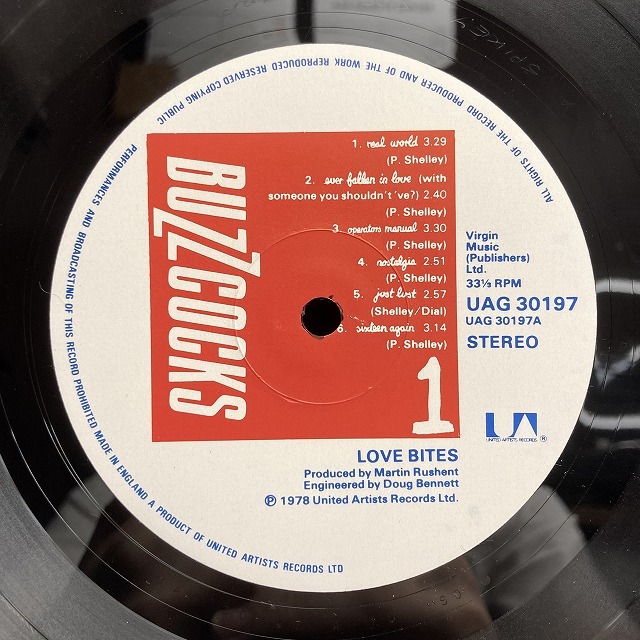 ALL RIGHTS OF THE RECORD PRODUCER AND OF THE WORK REPRODUCED RESERVED COPYING PUBLIC
PERFORMANCES AND BROADCASTING OF THIS RECORD PROHIBITED MADE IN ENGLAND A PRODUCT OF UNITED ARTISTS RECORDS LTD
BUZZCOCKS
1. real world 3.29
(P. Shelley)
2. ever fallen in love (with
someone you shouldn't 've?) 2.40
(P. Shelley)
3. operators manual 3.30
(P. Shelley)
4. nostalgia 2.51
(P. Shelley)
5. just lust 2.57
(Shelley/Dial)
6. sixteen again 3.14
(P. Shelley)
1
Virgin
Music
(Publishers)
Ltd.
33⅓ RPM
UAG 30197
UAG 30197A
STEREO
UA
UNITED ARTISTS RECORDS ®
LOVE BITES
Produced by Martin Rushent
Engineered by Doug Bennett
℗ 1978 United Artists Records Ltd.